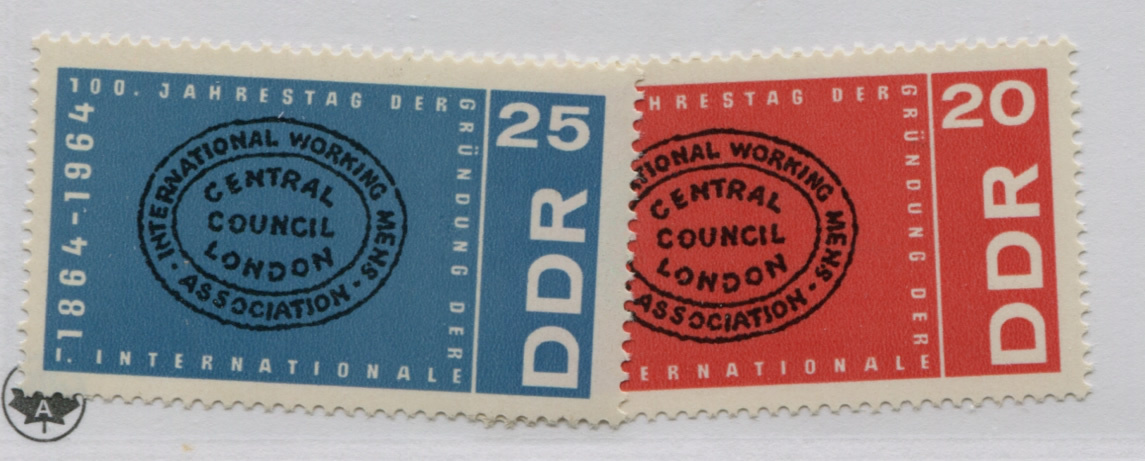 100. JAHRESTAG DER
GRÜNDUNG DER
I. INTERNATIONALE
1864-1964
· INTERNATIONAL WORKING MENS ·
ASSOCIATION
CENTRAL
COUNCIL
LONDON
25
DDR
HRESTAG DER
GRÜNDUNG DER
ERNATIONALE
TIONAL WORKING MENS ·
ASSOCIATION
CENTRAL
COUNCIL
LONDON
20
DDR
A